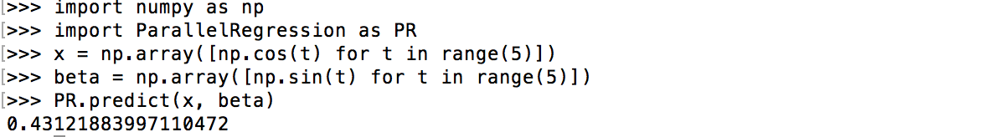 >>> import numpy as np
>>> import ParallelRegression as PR
>>> x = np.array([np.cos(t) for t in range(5)])
>>> beta = np.array([np.sin(t) for t in range(5)])
>>> PR.predict(x, beta)
0.43121883997110472